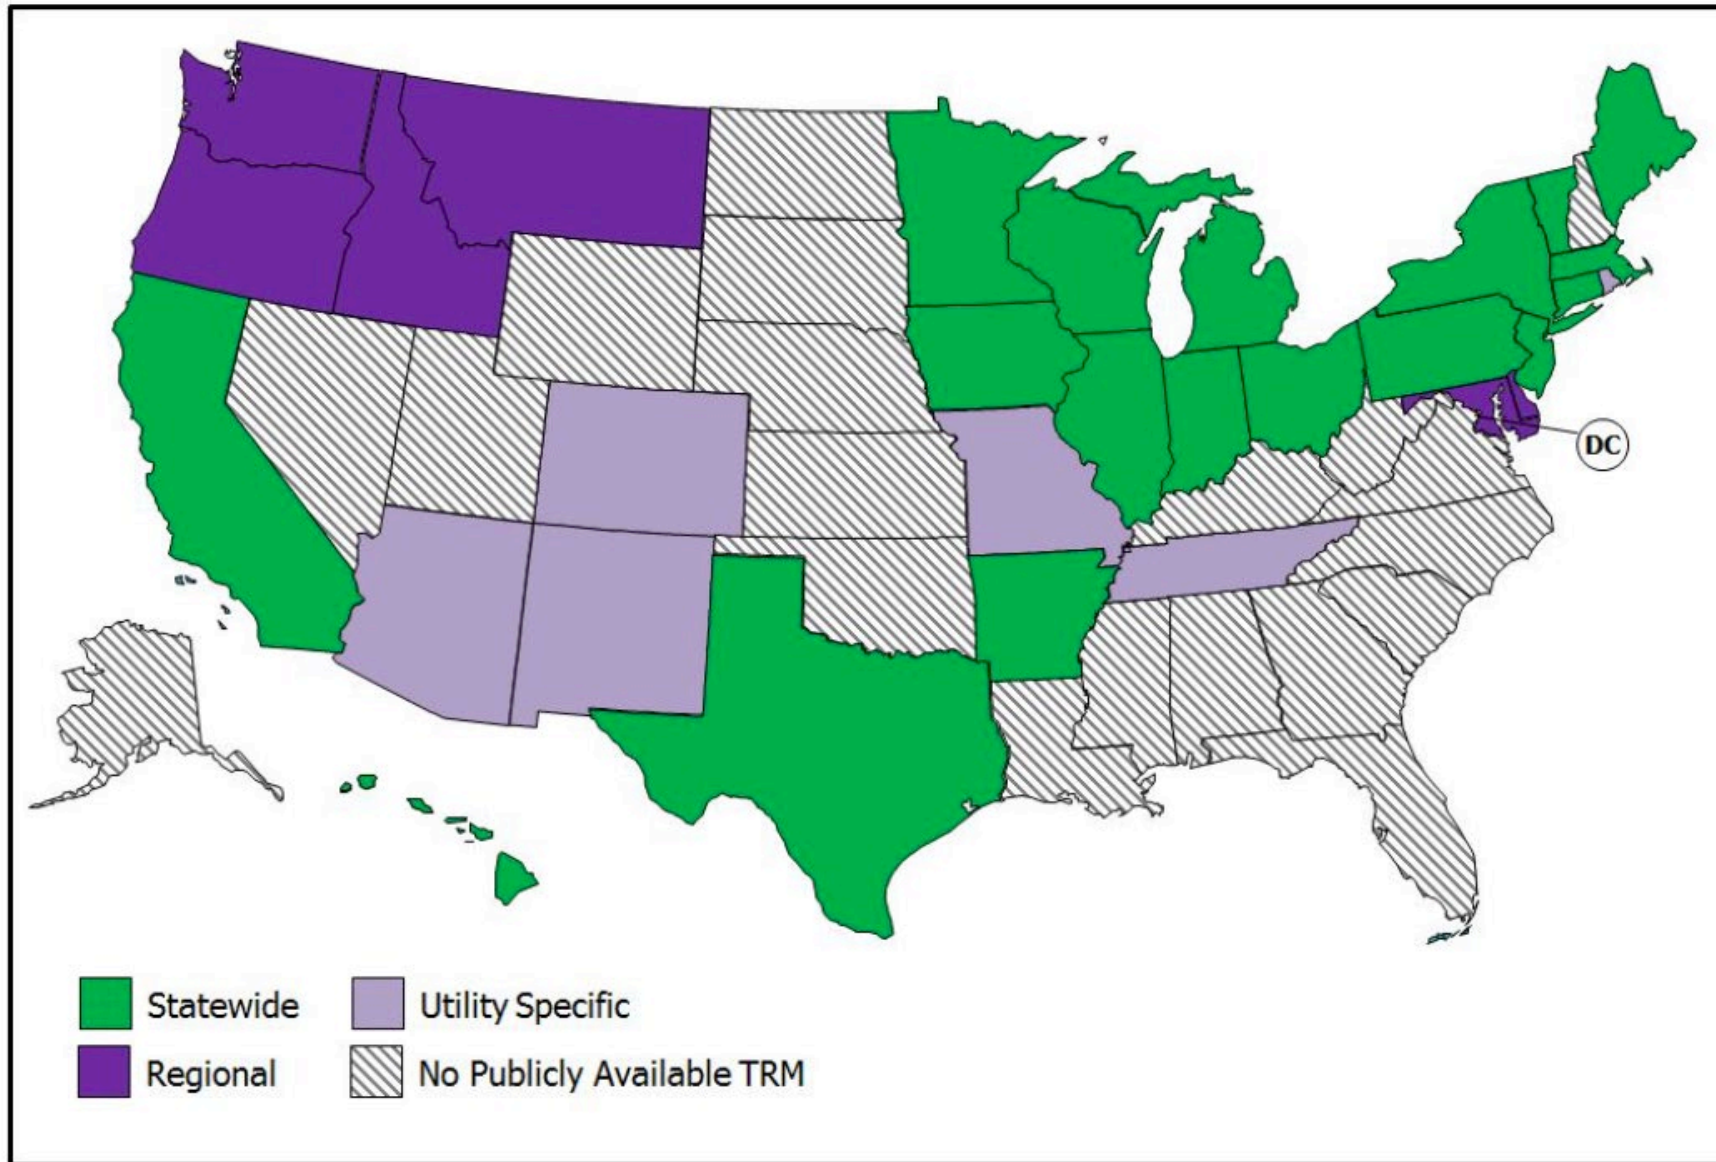 DC
Statewide
Utility Specific
Regional
No Publicly Available TRM